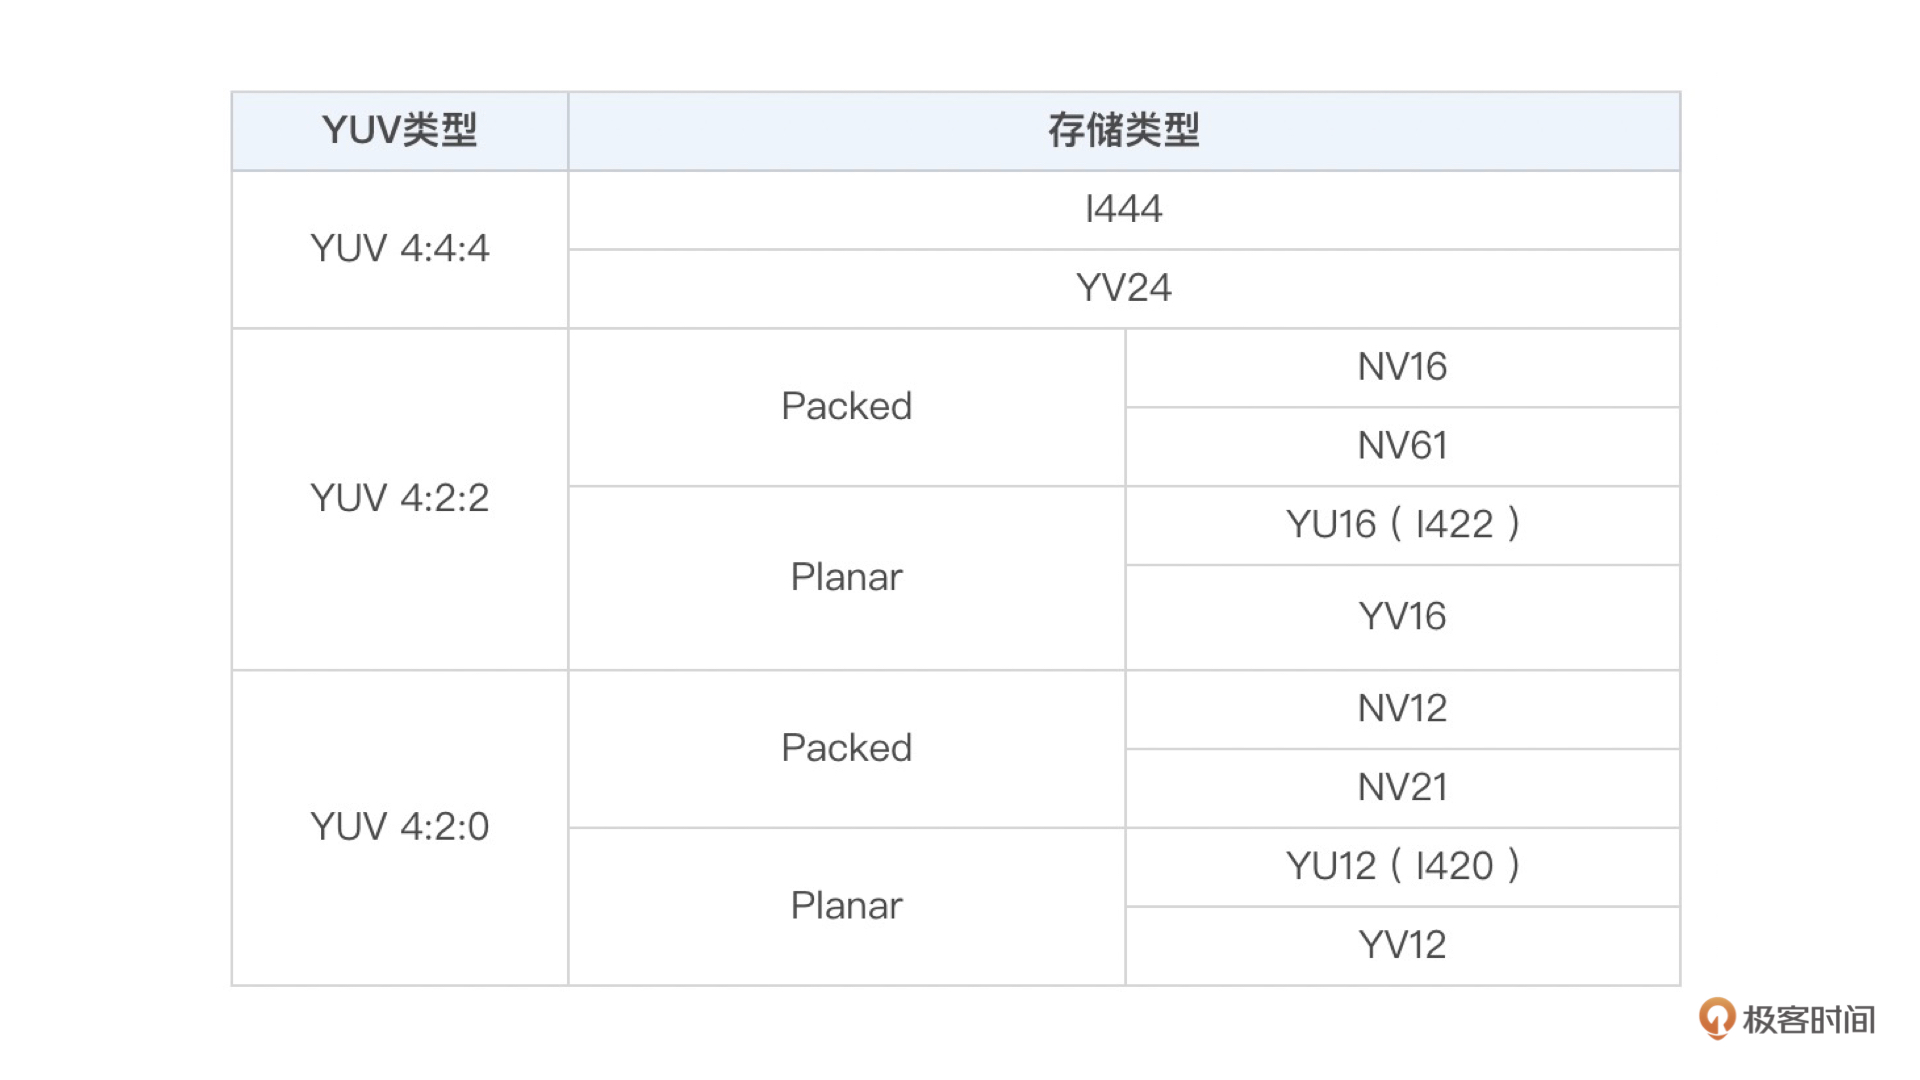 YUV类型 存储类型
YUV 4:4:4
I444
YV24
YUV 4:2:2
Packed
NV16
NV61
Planar
YU16（I422）
YV16
YUV 4:2:0
Packed
NV12
NV21
Planar
YU12（I420）
YV12
极客时间